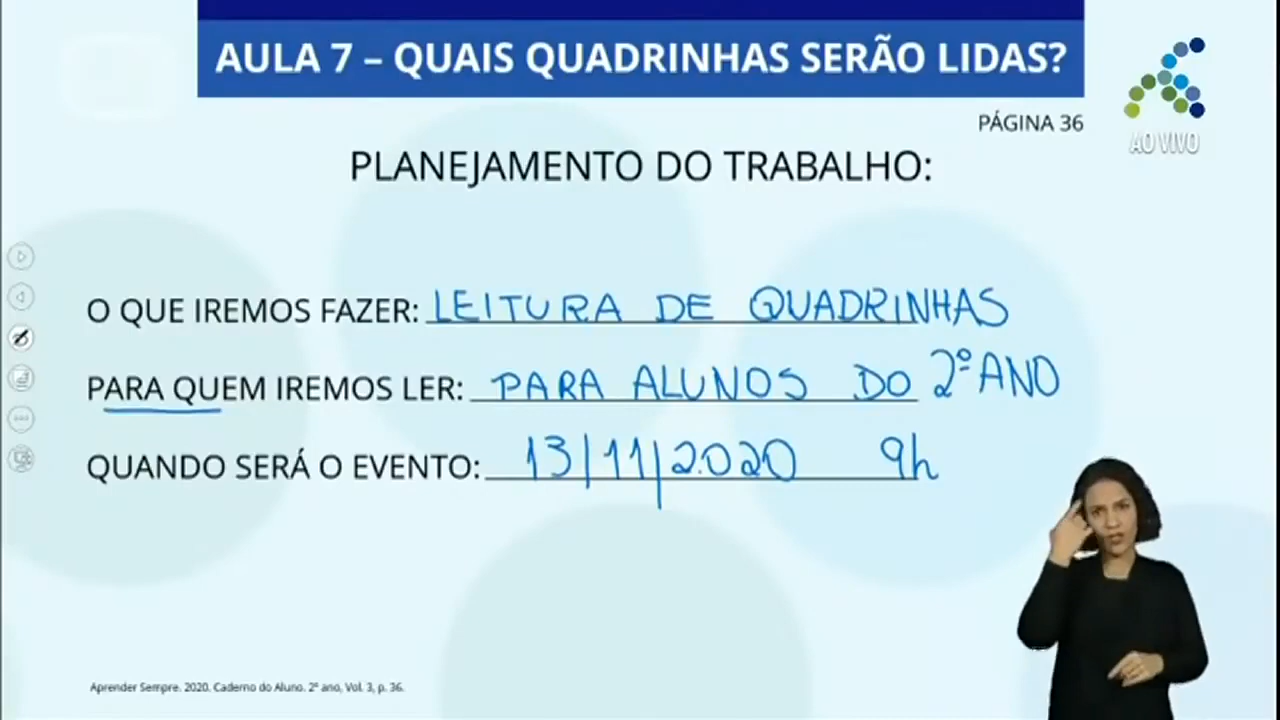 AULA 7 – QUAIS QUADRINHAS SERÃO LIDAS?
PÁGINA 36
AO VIVO
PLANEJAMENTO DO TRABALHO:
O QUE IREMOS FAZER: LEITURA DE QUADRINHAS
PARA QUEM IREMOS LER: PARA ALUNOS DO 2º ANO
QUANDO SERÁ O EVENTO: 13/11/2020 9h
Aprender Sempre. 2020. Caderno do Aluno. 2º ano, Vol. 3, p. 36.